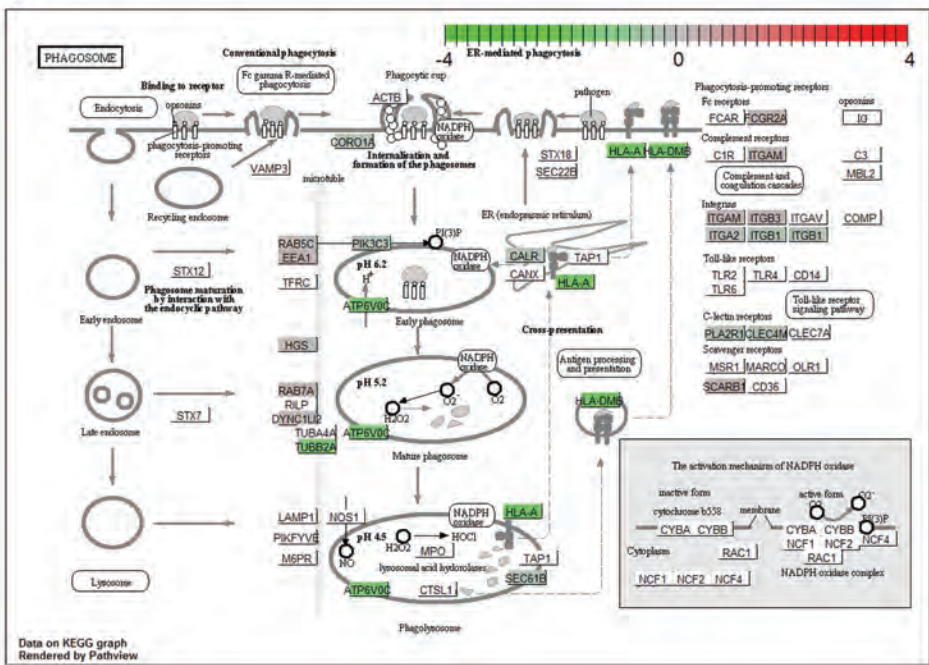 -4 0 4
PHAGOSOME
Conventional phagocytosis
ER-mediated phagocytosis
Fc gamma R-mediated
phagocytosis
Phagocytic cup
Phagocytosis-promoting receptors
Binding to receptor
ACTB
pathogen
Fc receptors
opsonins
Endocytosis
opsonins
FCAR FCGR2A
IG
NADPH
oxidase
phagocytosis-promoting
receptors
CORO1A
HLA-A HLA-DMB
Complement receptors
VAMP3
Internalisation and
formation of the phagosomes
STX18
SEC22B
C1R ITGAM
C3
MBL2
Complement and
coagulation cascades
microtuble
Recycling endosome
ER (endoplasmic reticulum)
Integrins
ITGAM ITGB3 ITGAV
COMP
ITGA2 ITGB1 ITGB1
PI(3)P
RAB5C
EEA1
PIK3C3
NADPH
oxidase
CALR
TAP1
CANX
HLA-A
STX12
pH 6.2
H+
Toll-like receptors
TLR2 TLR4 CD14
TLR6
TFRC
Phagosome maturation
by interaction with
the endocyclic pathway
ATP6V0C
Toll-like receptor
signaling pathway
Early endosome
Early phagosome
Cross-presentation
C-lectin receptors
PLA2R1 CLEC4M CLEC7A
HGS
Scavenger receptors
NADPH
oxidase
Antigen processing
and presentation
MSR1 MARCO OLR1
pH 5.2
SCARB1 CD36
RAB7A
RILP
DYNC1LI2
TUBA4A
TUBB2A
O2-
O2
H2O2
HLA-DMB
STX7
ATP6V0C
Late endosome
Mature phagosome
The activation mechanism of NADPH oxidase
inactive form
cytoclucome b558
membrane
active form
O2
O2-
CYBA CYBB
CYBA CYBB
PI(3)P
NCF1 NCF2
NCF4
Cytoplasm
RAC1
RAC1
NCF1 NCF2 NCF4
NADPH oxidase complex
LAMP1
NOS1
NADPH
oxidase
HLA-A
PIKFYVE
pH 4.5
H2O2
HOCl
MPO
M6PR
NO
lysosomal acid hydrolases
TAP1
SEC61B
Lysosome
ATP6V0C
CTSL1
Phagolysosome
Data on KEGG graph
Rendered by Pathview